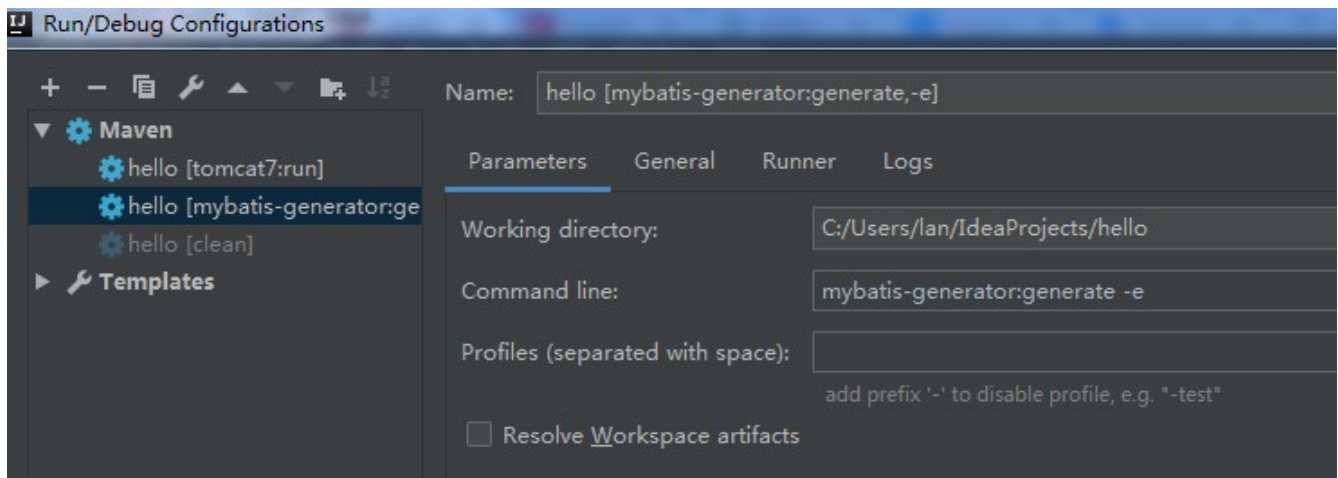 Run/Debug Configurations
Name: hello [mybatis-generator:generate,-e]
Maven
hello [tomcat7:run]
hello [mybatis-generator:ge
hello [clean]
Templates
Parameters General Runner Logs
Working directory: C:/Users/lan/IdeaProjects/hello
Command line: mybatis-generator:generate -e
Profiles (separated with space):
add prefix '-' to disable profile, e.g. "-test"
Resolve Workspace artifacts